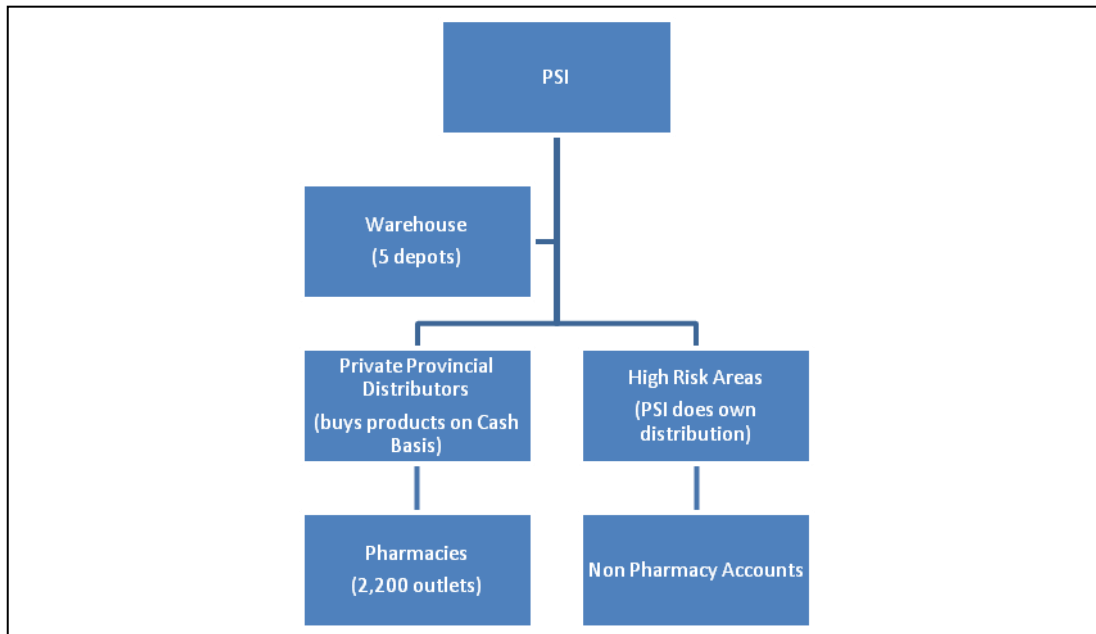 PSI
Warehouse
(5 depots)
Private Provincial
Distributors
(buys products on Cash
Basis)
High Risk Areas
(PSI does own
distribution)
Pharmacies
(2,200 outlets)
Non Pharmacy Accounts